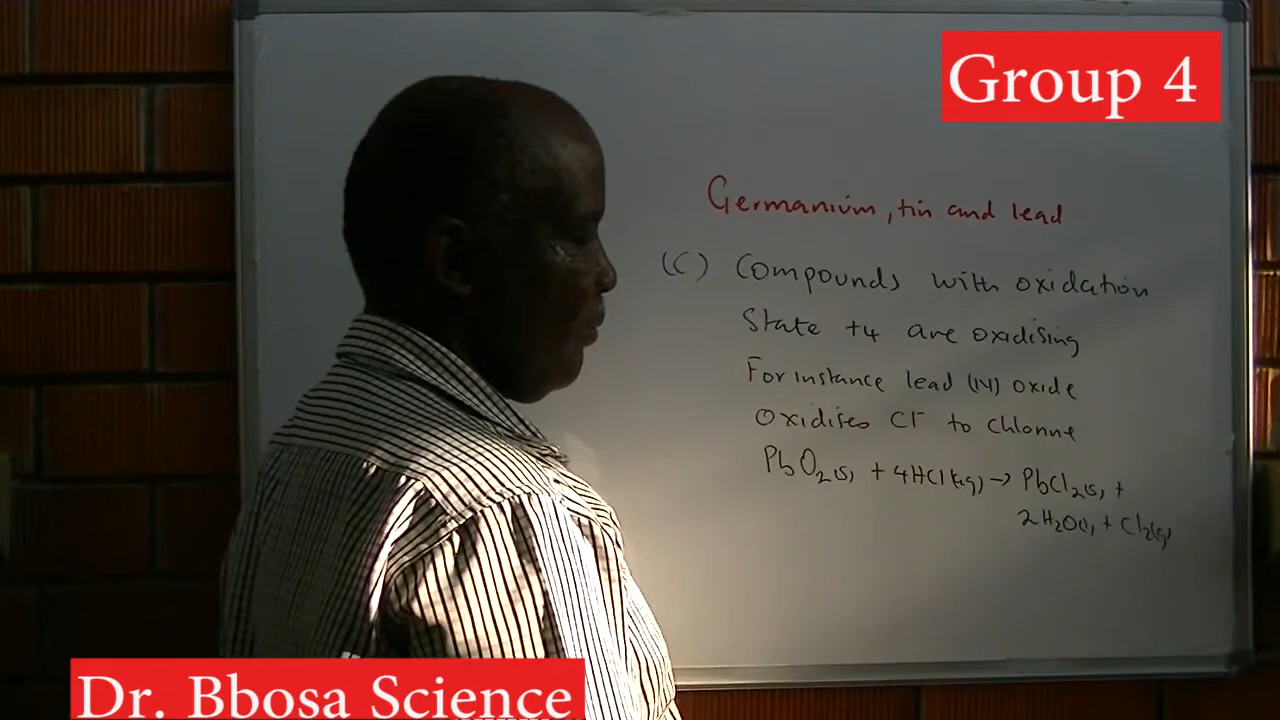 Group 4
Germanium, tin and lead
(C) Compounds with oxidation
State +4 are oxidising
For instance lead (IV) oxide
Oxidises Cl⁻ to chlorine
PbO₂(s) + 4HCl(aq) → PbCl₂(s) +
2H₂O(l) + Cl₂(g)
Dr. Bbosa Science